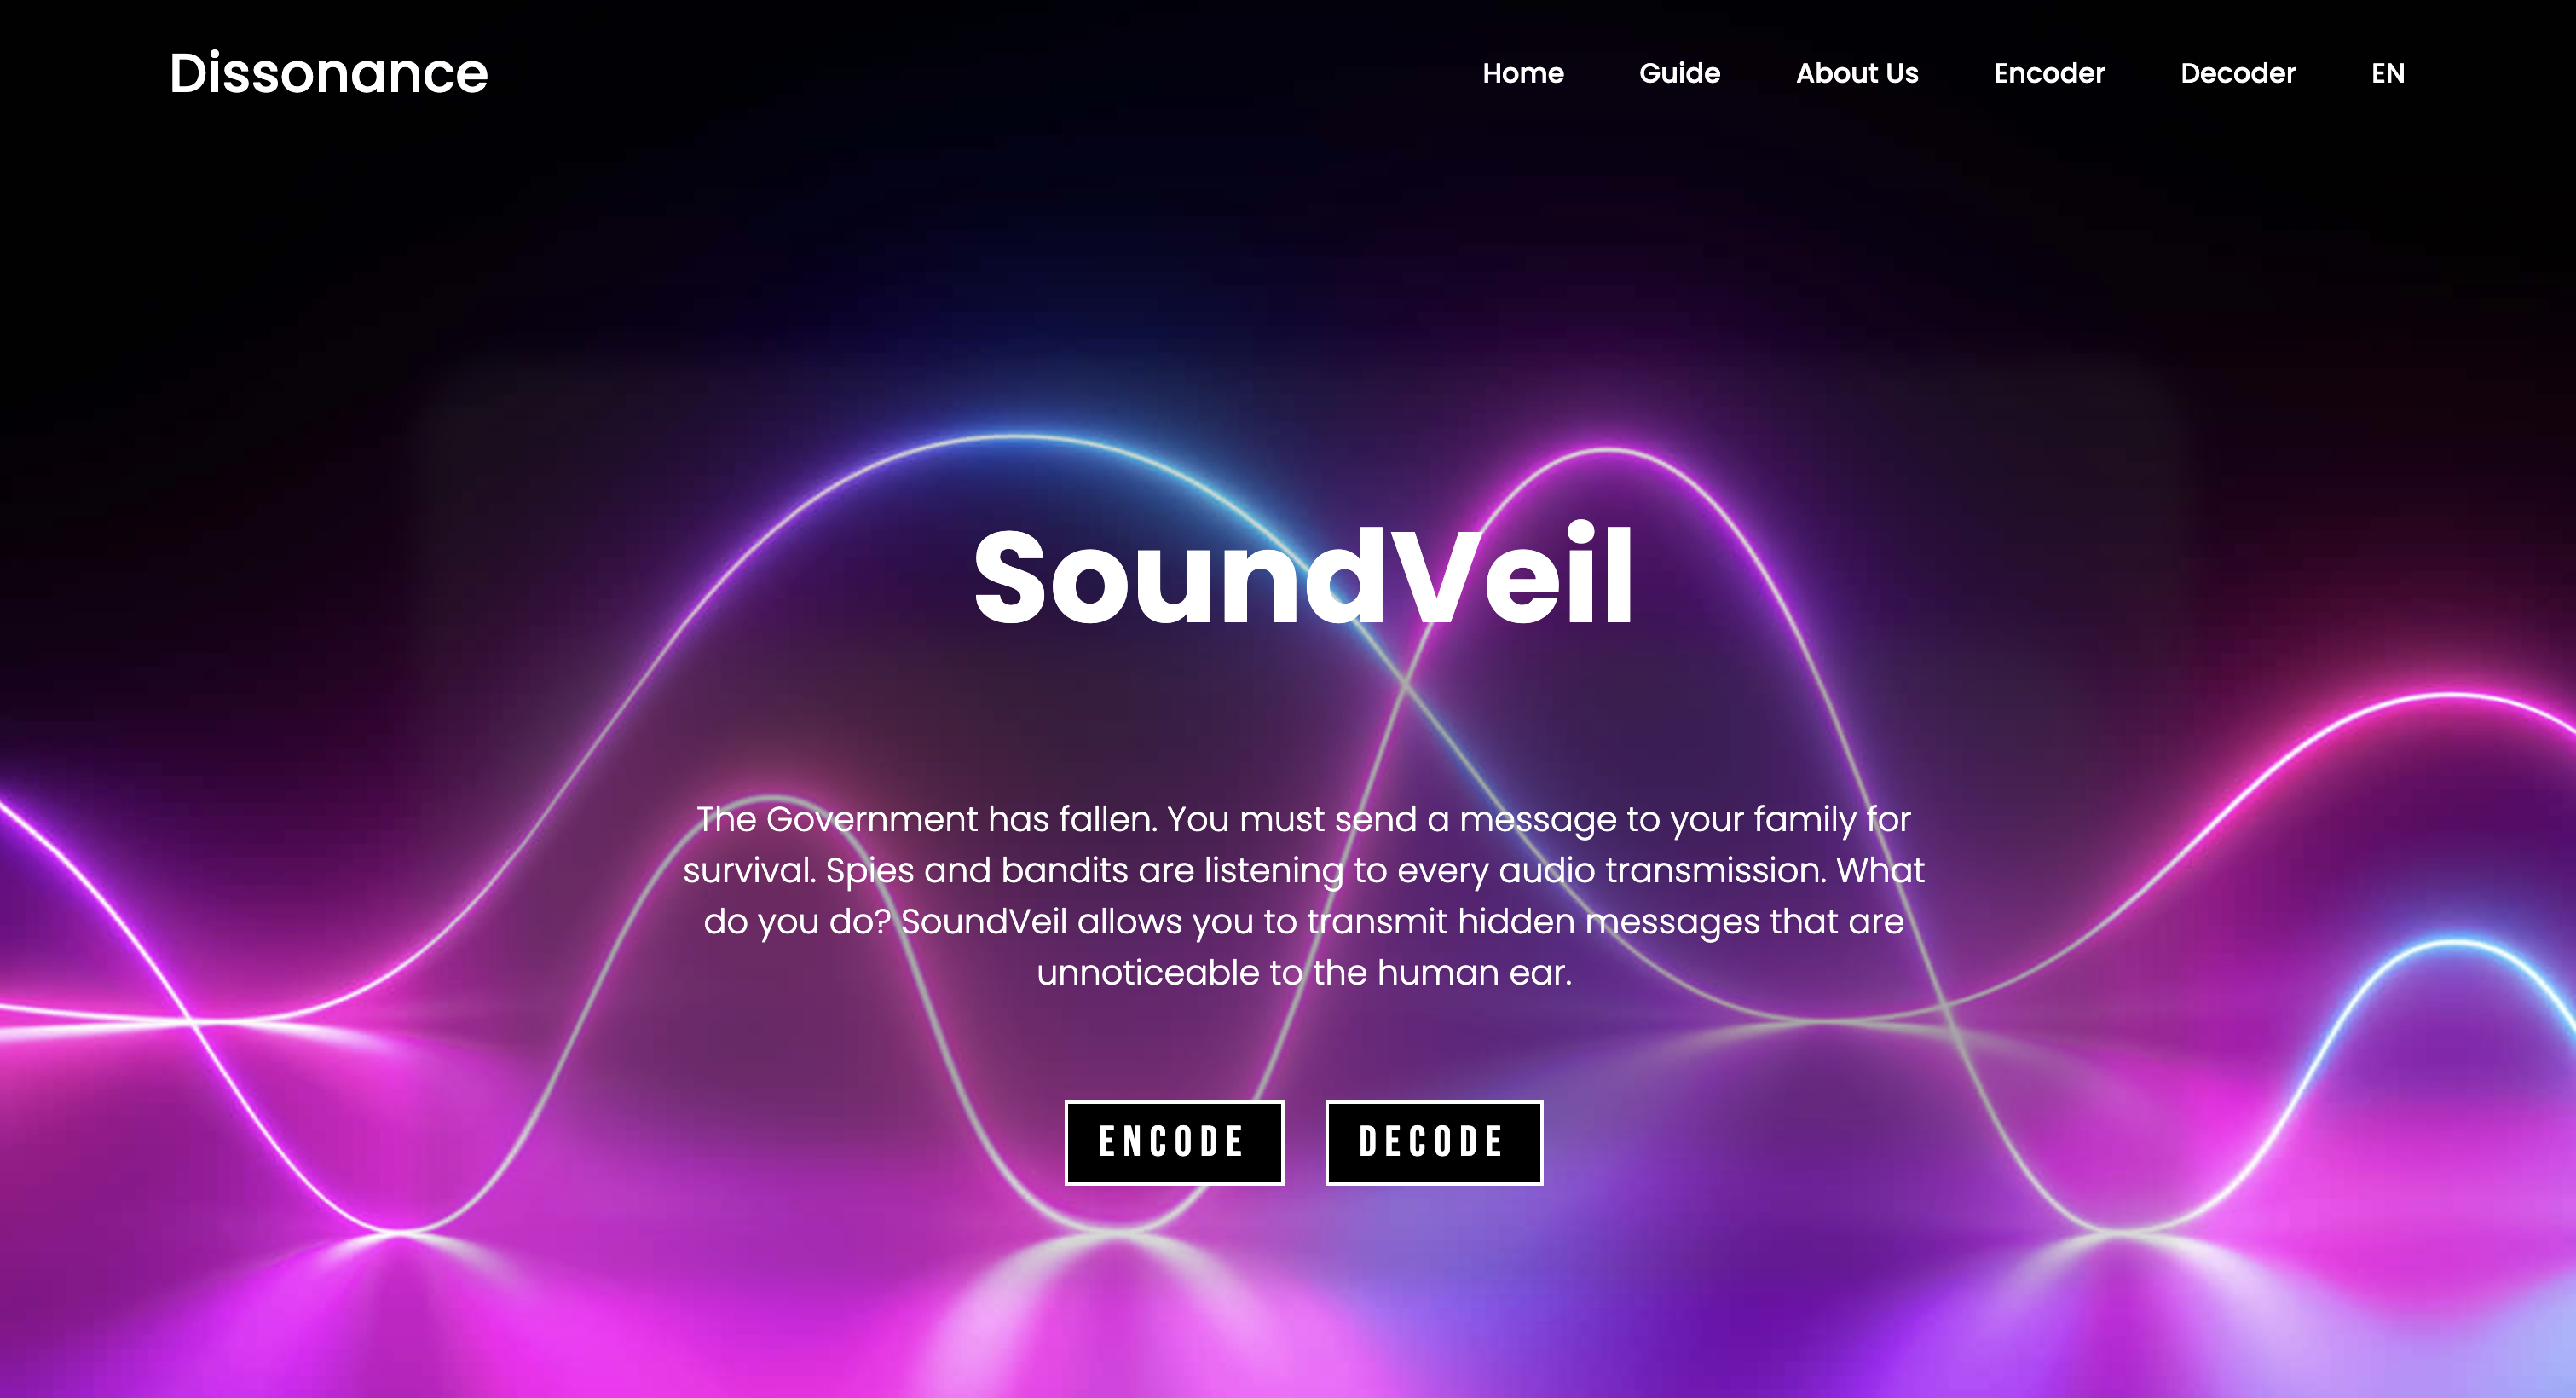 Dissonance
Home Guide About Us Encoder Decoder EN
SoundVeil
The Government has fallen. You must send a message to your family for
survival. Spies and bandits are listening to every audio transmission. What
do you do? SoundVeil allows you to transmit hidden messages that are
unnoticeable to the human ear.
ENCODE DECODE